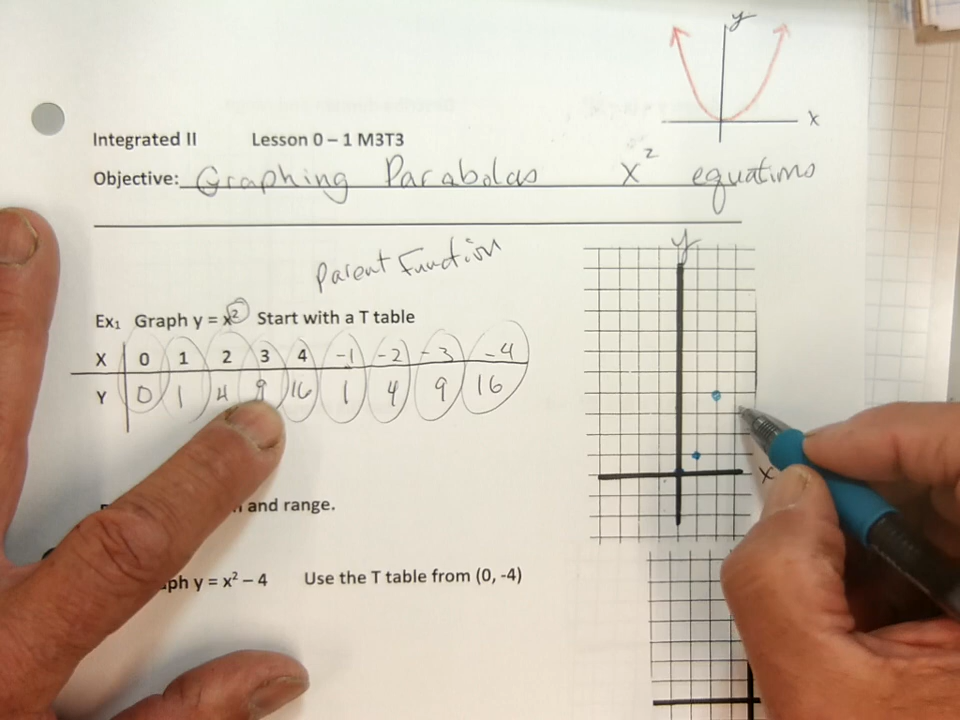 y
x
Integrated II Lesson 0 – 1 M3T3
Objective: Graphing Parabolas x² equations
y
Parent Function
Ex₁ Graph y = x² Start with a T table
X 0 1 2 3 4 -1 -2 -3 -4
Y 0 1 4 9 16 1 4 9 16
x
and range.
y = x² – 4 Use the T table from (0, -4)